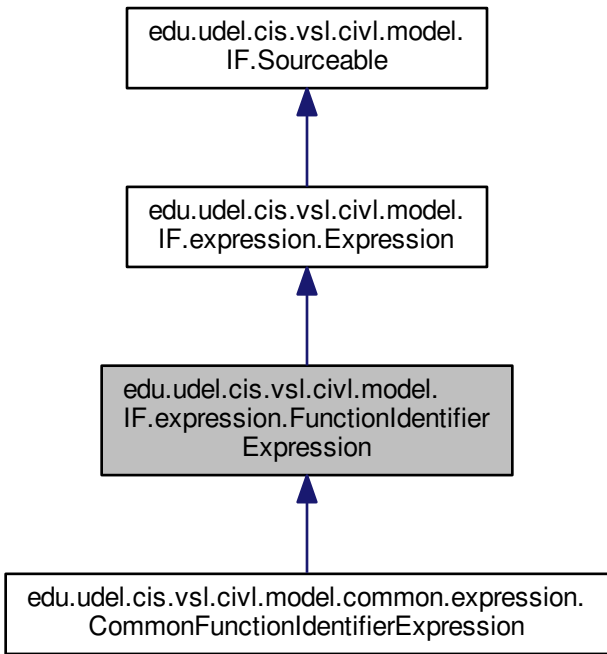 edu.udel.cis.vsl.civl.model.
IF.Sourceable
edu.udel.cis.vsl.civl.model.
IF.expression.Expression
edu.udel.cis.vsl.civl.model.
IF.expression.FunctionIdentifier
Expression
edu.udel.cis.vsl.civl.model.common.expression.
CommonFunctionIdentifierExpression